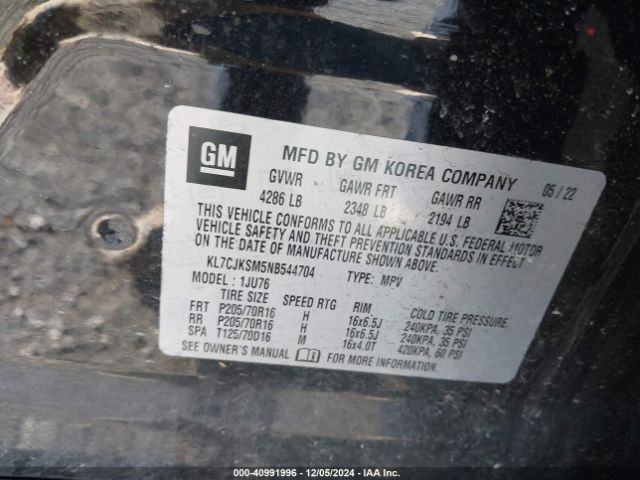 GM
MFD BY GM KOREA COMPANY 05/22
GVWR GAWR FRT GAWR RR
4286 LB 2348 LB 2194 LB
THIS VEHICLE CONFORMS TO ALL APPLICABLE U.S. FEDERAL MOTOR
VEHICLE SAFETY AND THEFT PREVENTION STANDARDS IN EFFECT
ON THE DATE OF MANUFACTURE SHOWN ABOVE.
KL7CJKSM5NB544704 TYPE: MPV
MODEL: 1JU76
TIRE SIZE SPEED RTG RIM COLD TIRE PRESSURE
FRT P205/70R16 H 16x6.5J 240KPA, 35 PSI
RR P205/70R16 H 16x6.5J 240KPA, 35 PSI
SPA T125/70D16 M 16x4.0T 420KPA, 60 PSI
SEE OWNER'S MANUAL FOR MORE INFORMATION.
000-40991996 - 12/05/2024 - IAA Inc.